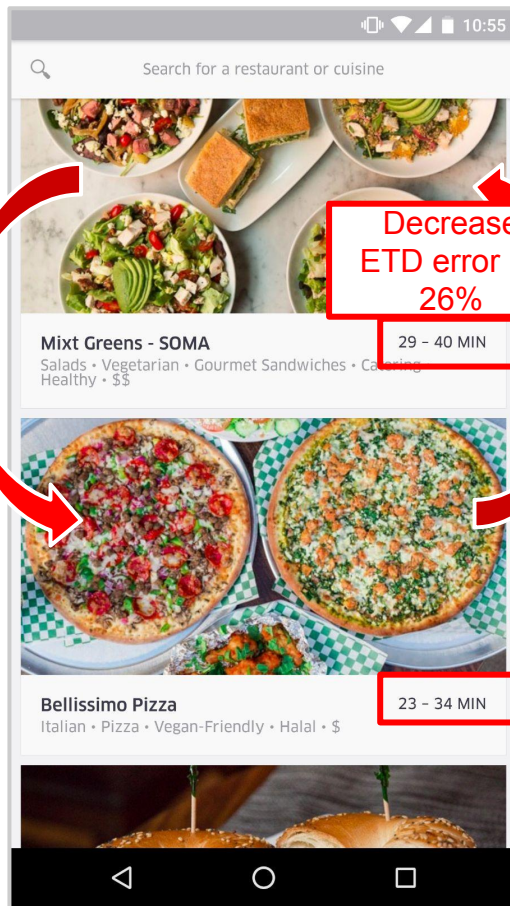 10:55
Search for a restaurant or cuisine
Decrease
ETD error
26%
Mixt Greens - SOMA
29 – 40 MIN
Salads • Vegetarian • Gourmet Sandwiches • Catering
Healthy • $$
Bellissimo Pizza
23 – 34 MIN
Italian • Pizza • Vegan-Friendly • Halal • $